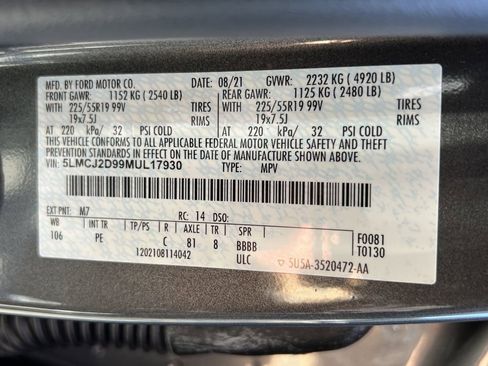 MFD. BY FORD MOTOR CO. DATE: 08/21 GVWR: 2232 KG ( 4920 LB)
FRONT GAWR: 1152 KG ( 2540 LB) REAR GAWR: 1125 KG ( 2480 LB)
225/55R19 99V TIRES 225/55R19 99V TIRES
19x7.5J RIMS 19x7.5J RIMS
AT 220 kPa/ 32 PSI COLD AT 220 kPa/ 32 PSI COLD
THIS VEHICLE CONFORMS TO ALL APPLICABLE FEDERAL MOTOR VEHICLE SAFETY AND THEFT
PREVENTION STANDARDS IN EFFECT ON THE DATE OF MANUFACTURE SHOWN ABOVE.
VIN: 5LMCJ2D99MUL17930 TYPE: MPV
EXT PNT: M7 RC: 14 DSO:
WB INT TR TP/PS R AXLE TR SPR
106 PE C 81 8 BBBB F0081
ULC T0130
1202108114042 5U5A-3520472-AA